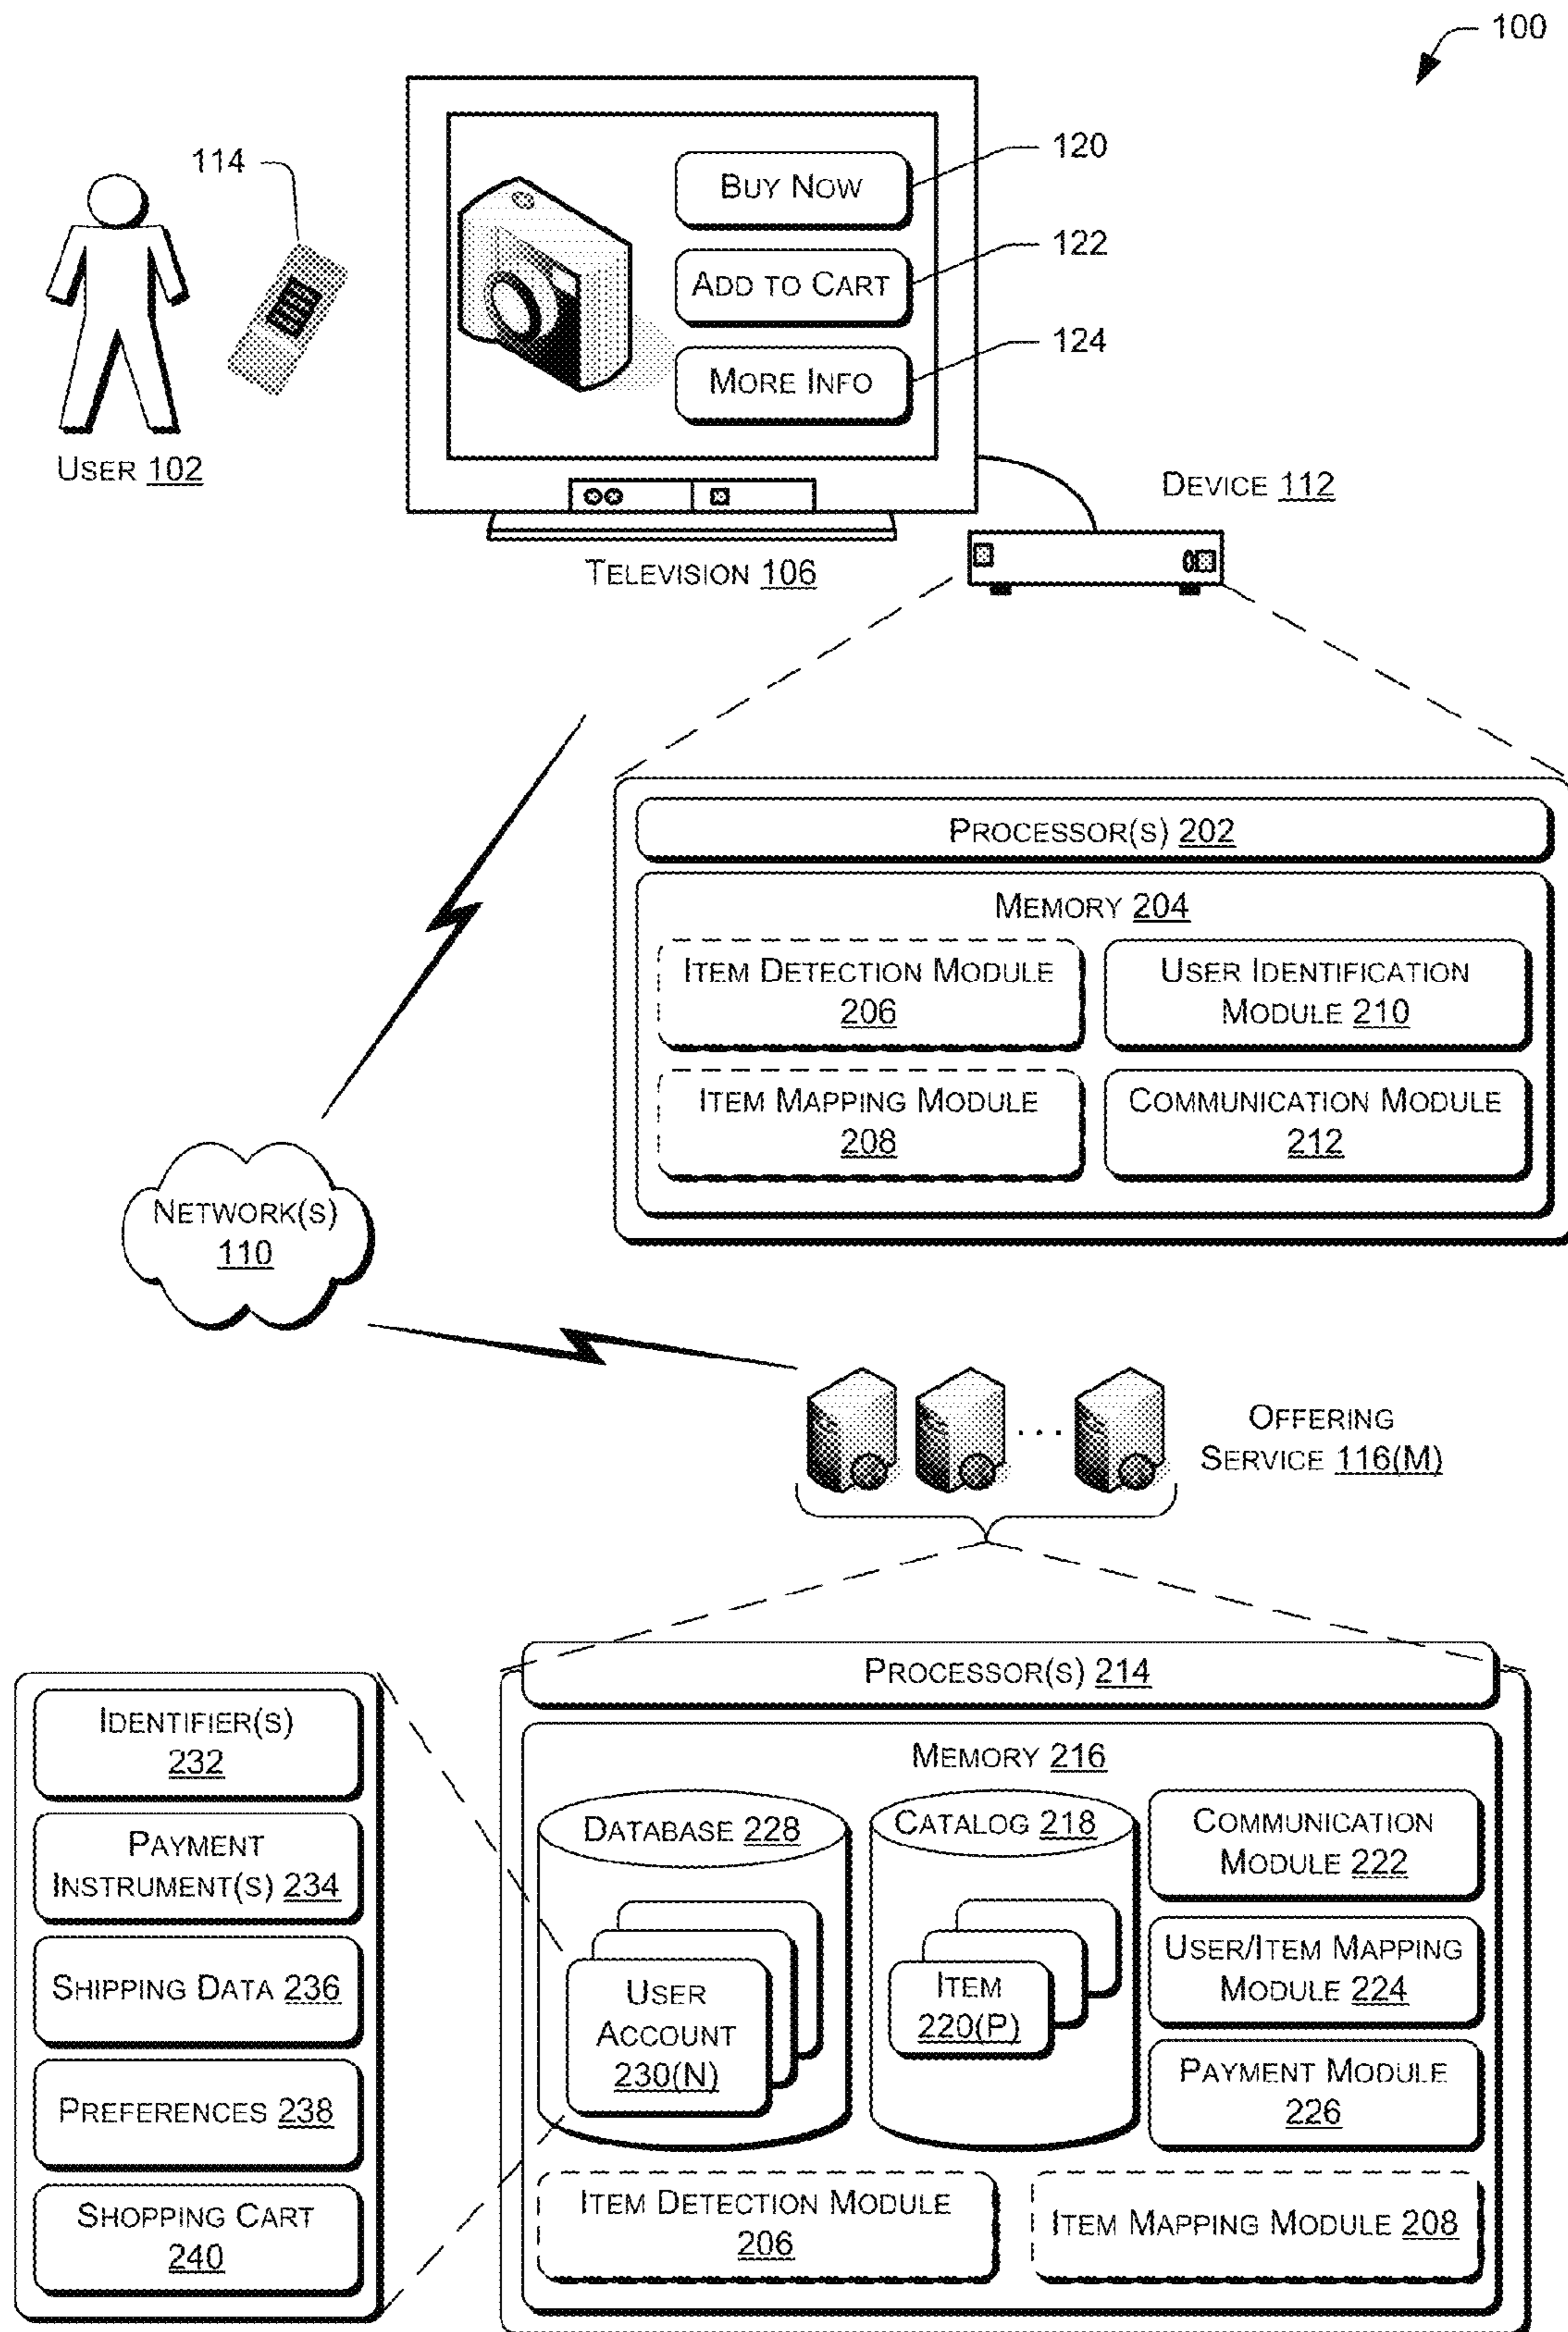 100
114
BUY NOW
120
ADD TO CART
122
MORE INFO
124
USER 102
TELEVISION 106
DEVICE 112
PROCESSOR(S) 202
MEMORY 204
ITEM DETECTION MODULE
206
USER IDENTIFICATION
MODULE 210
ITEM MAPPING MODULE
208
COMMUNICATION MODULE
212
NETWORK(S)
110
...
OFFERING
SERVICE 116(M)
PROCESSOR(S) 214
MEMORY 216
DATABASE 228
USER
ACCOUNT
230(N)
CATALOG 218
ITEM
220(P)
COMMUNICATION
MODULE 222
USER/ITEM MAPPING
MODULE 224
PAYMENT MODULE
226
ITEM DETECTION MODULE
206
ITEM MAPPING MODULE 208
IDENTIFIER(S)
232
PAYMENT
INSTRUMENT(S) 234
SHIPPING DATA 236
PREFERENCES 238
SHOPPING CART
240